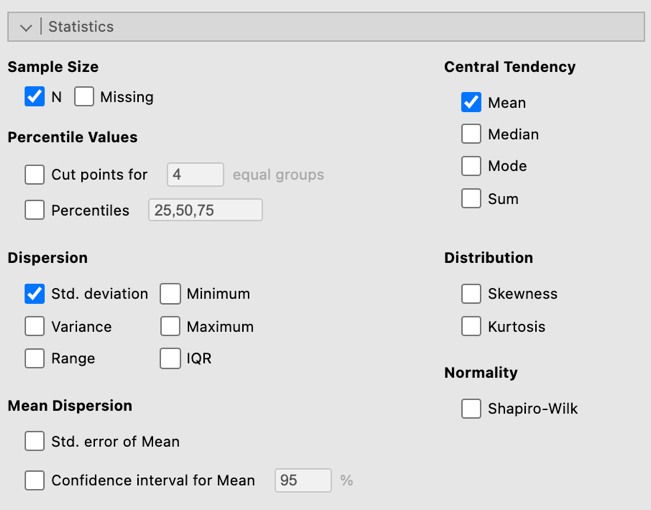 Statistics
Sample Size
N Missing
Percentile Values
Cut points for 4 equal groups
Percentiles 25,50,75
Dispersion
Std. deviation Minimum
Variance Maximum
Range IQR
Mean Dispersion
Std. error of Mean
Confidence interval for Mean 95 %
Central Tendency
Mean
Median
Mode
Sum
Distribution
Skewness
Kurtosis
Normality
Shapiro-Wilk